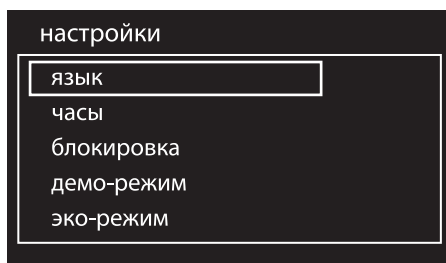 настройки
язык
часы
блокировка
демо-режим
эко-режим